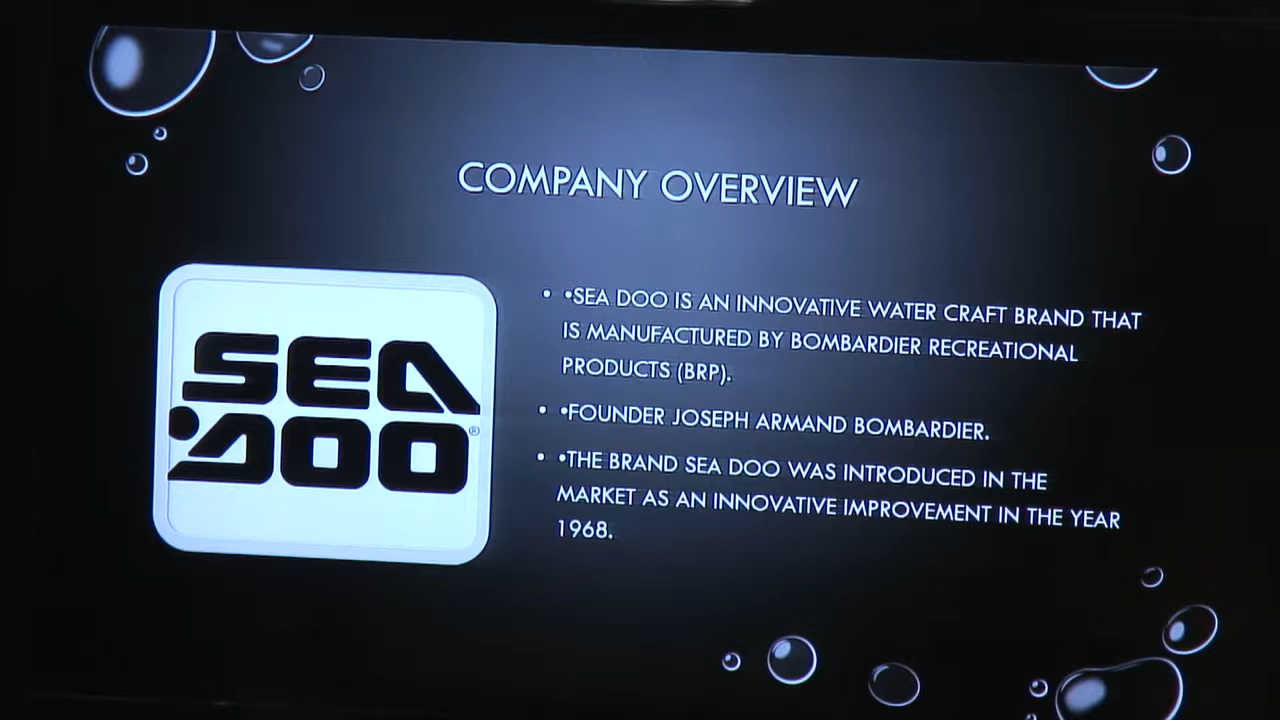 COMPANY OVERVIEW
SEA
DOO®
• •SEA DOO IS AN INNOVATIVE WATER CRAFT BRAND THAT
IS MANUFACTURED BY BOMBARDIER RECREATIONAL
PRODUCTS (BRP).
• •FOUNDER JOSEPH ARMAND BOMBARDIER.
• •THE BRAND SEA DOO WAS INTRODUCED IN THE
MARKET AS AN INNOVATIVE IMPROVEMENT IN THE YEAR
1968.